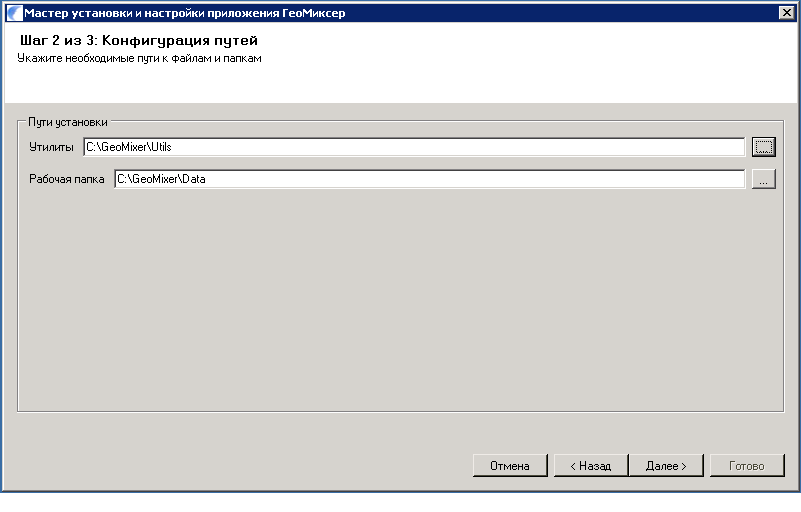 Мастер установки и настройки приложения ГеоМиксер
Шаг 2 из 3: Конфигурация путей
Укажите необходимые пути к файлам и папкам
Пути установки
Утилиты C:\GeoMixer\Utils ...
Рабочая папка C:\GeoMixer\Data ...
Отмена < Назад Далее > Готово